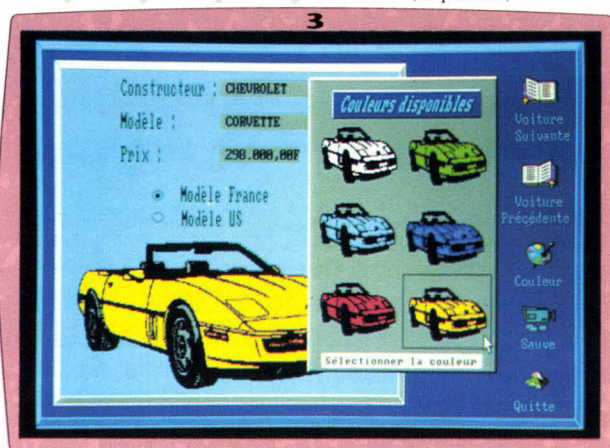 3
Constructeur : CHEVROLET
Modèle : CORVETTE
Prix : 298.000,00F
Modèle France
Modèle US
Couleurs disponibles
Sélectionner la couleur
Voiture
Suivante
Voiture
Précédente
Couleur
Sauve
Quitte